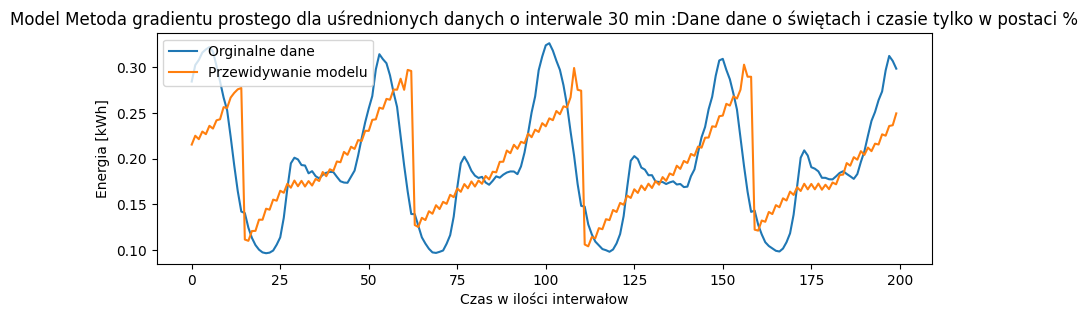 Model Metoda gradientu prostego dla uśrednionych danych o interwale 30 min :Dane dane o świętach i czasie tylko w postaci %
Orginalne dane
Przewidywanie modelu
Energia [kWh]
0.30
0.25
0.20
0.15
0.10
0 25 50 75 100 125 150 175 200
Czas w ilości interwałow